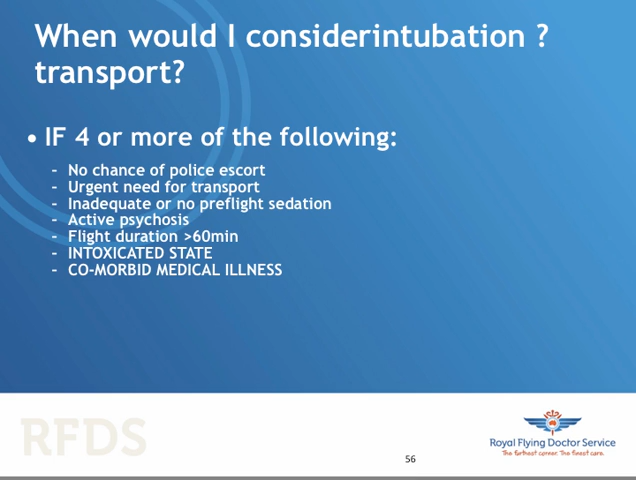 When would I considerintubation ?
transport?
• IF 4 or more of the following:
– No chance of police escort
– Urgent need for transport
– Inadequate or no preflight sedation
– Active psychosis
– Flight duration >60min
– INTOXICATED STATE
– CO-MORBID MEDICAL ILLNESS
RFDS
Royal Flying Doctor Service
The furthest corner. The finest care.
56